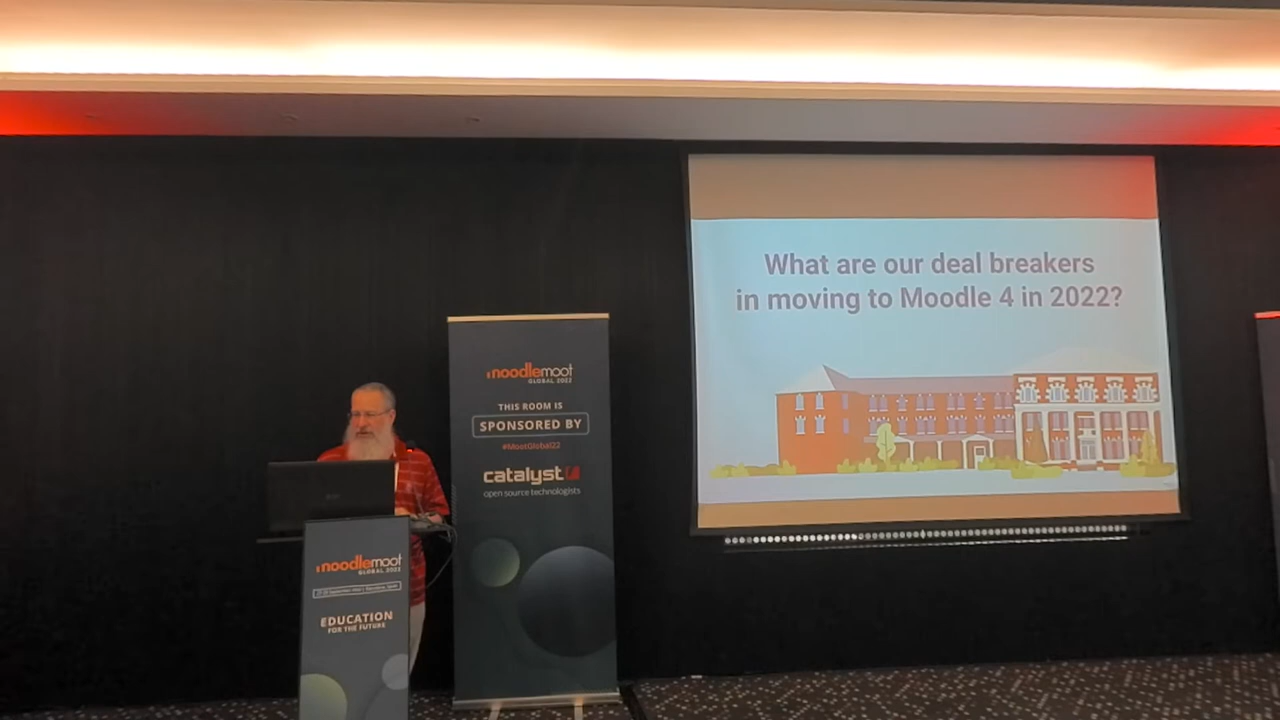 What are our deal breakers
in moving to Moodle 4 in 2022?
moodlemoot
GLOBAL 2022
THIS ROOM IS
SPONSORED BY
#MootGlobal22
catalyst
open source technologists
moodlemoot
GLOBAL 2022
EDUCATION
FOR THE FUTURE